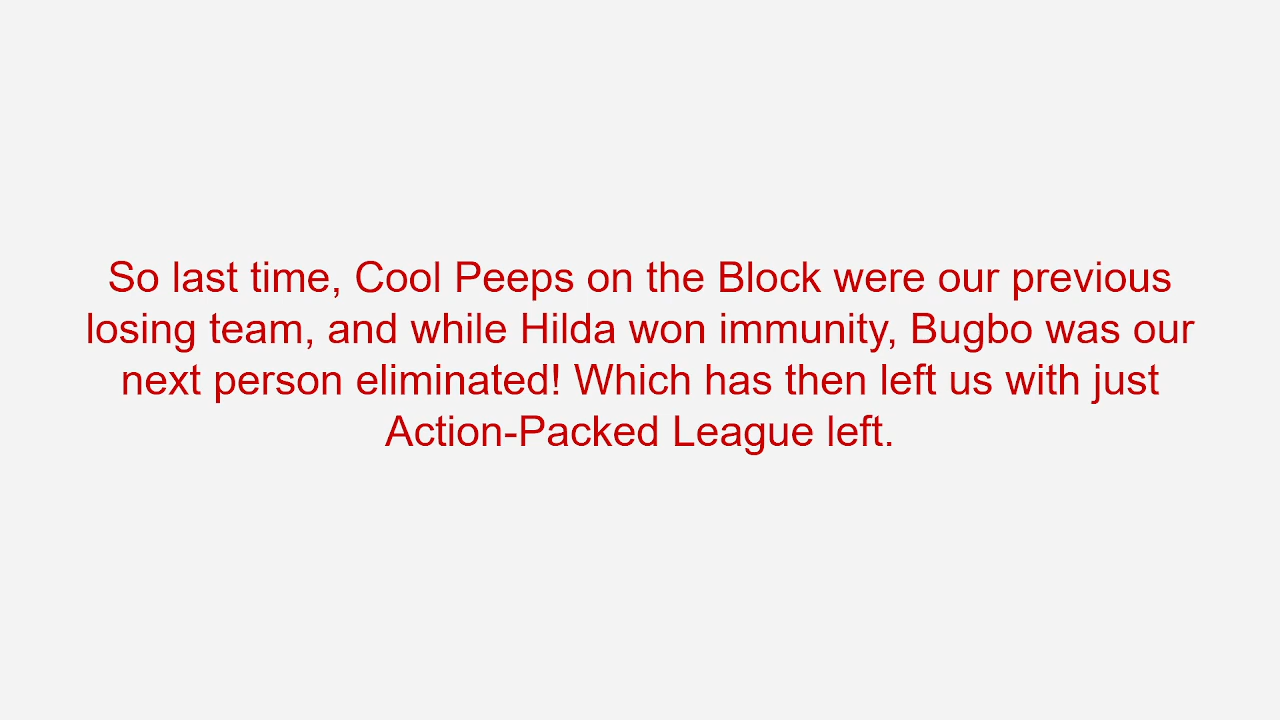 So last time, Cool Peeps on the Block were our previous
losing team, and while Hilda won immunity, Bugbo was our
next person eliminated! Which has then left us with just
Action-Packed League left.